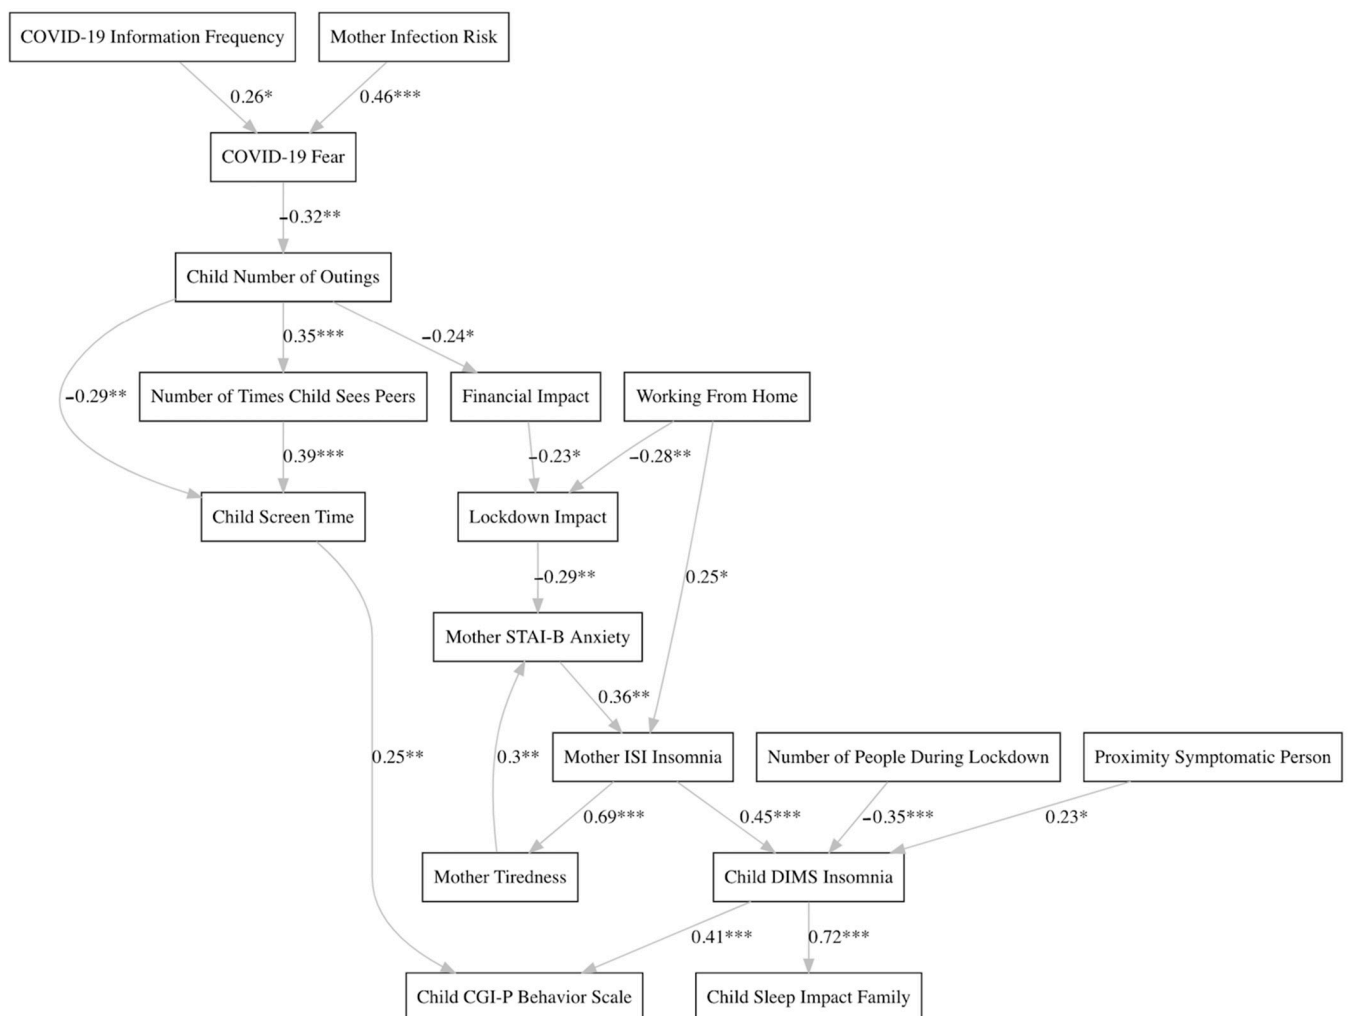 COVID-19 Information Frequency
Mother Infection Risk
0.26*
0.46***
COVID-19 Fear
−0.32**
Child Number of Outings
0.35***
−0.24*
−0.29**
Number of Times Child Sees Peers
Financial Impact
Working From Home
0.39***
−0.23*
−0.28**
Child Screen Time
Lockdown Impact
−0.29**
0.25*
Mother STAI-B Anxiety
0.36**
0.25**
0.3**
Mother ISI Insomnia
Number of People During Lockdown
Proximity Symptomatic Person
0.69***
0.45***
−0.35***
0.23*
Mother Tiredness
Child DIMS Insomnia
0.41***
0.72***
Child CGI-P Behavior Scale
Child Sleep Impact Family